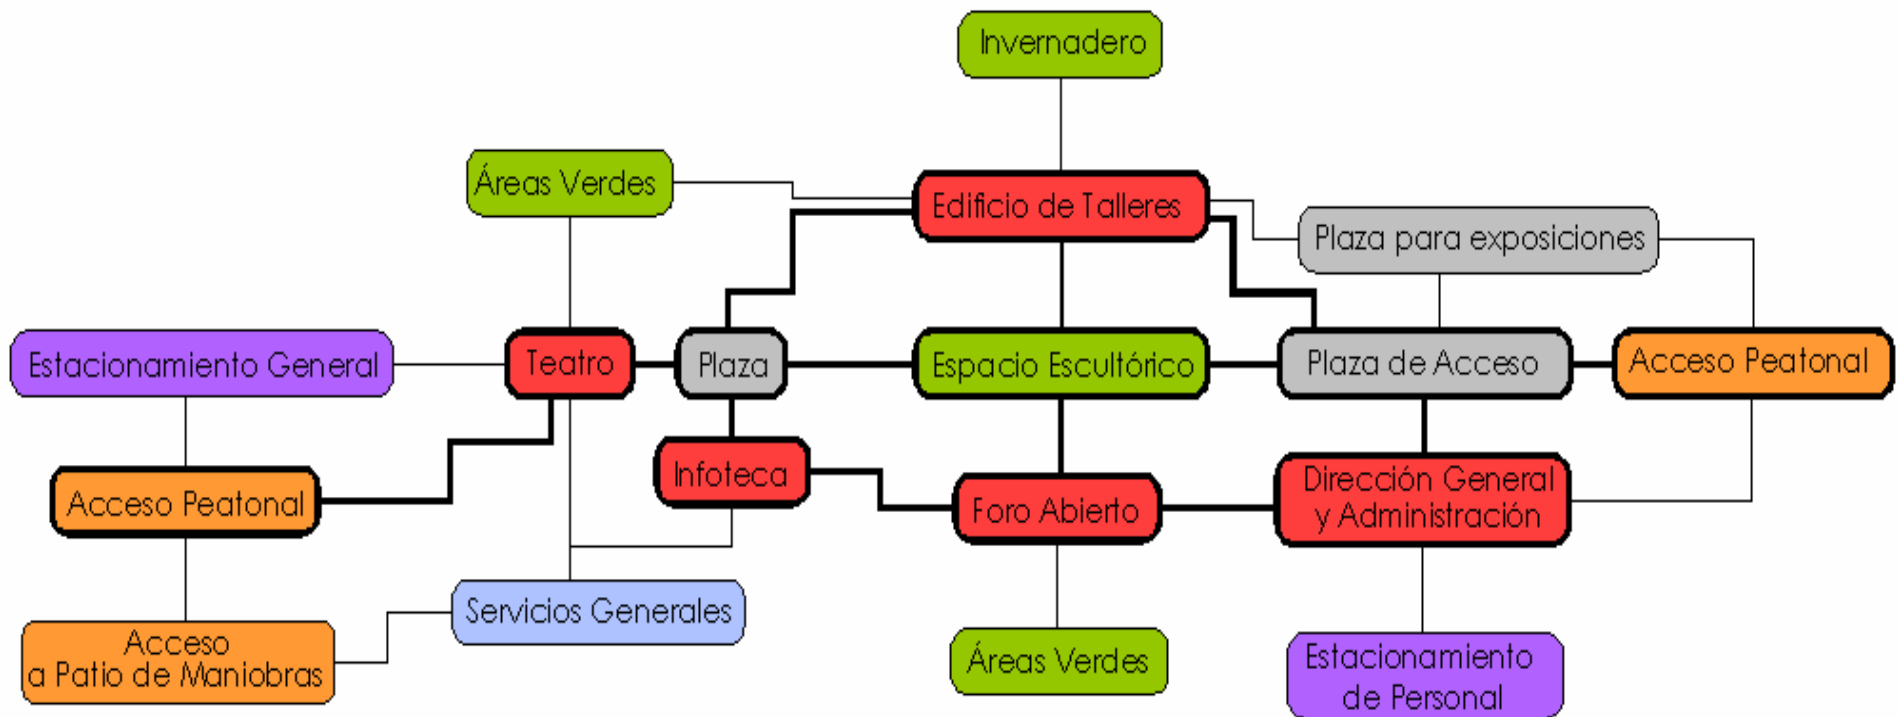 Invernadero
Áreas Verdes
Edificio de Talleres
Plaza para exposiciones
Estacionamiento General
Teatro
Plaza
Espacio Escultórico
Plaza de Acceso
Acceso Peatonal
Acceso Peatonal
Infoteca
Foro Abierto
Dirección General
y Administración
Acceso
a Patio de Maniobras
Servicios Generales
Áreas Verdes
Estacionamiento
de Personal